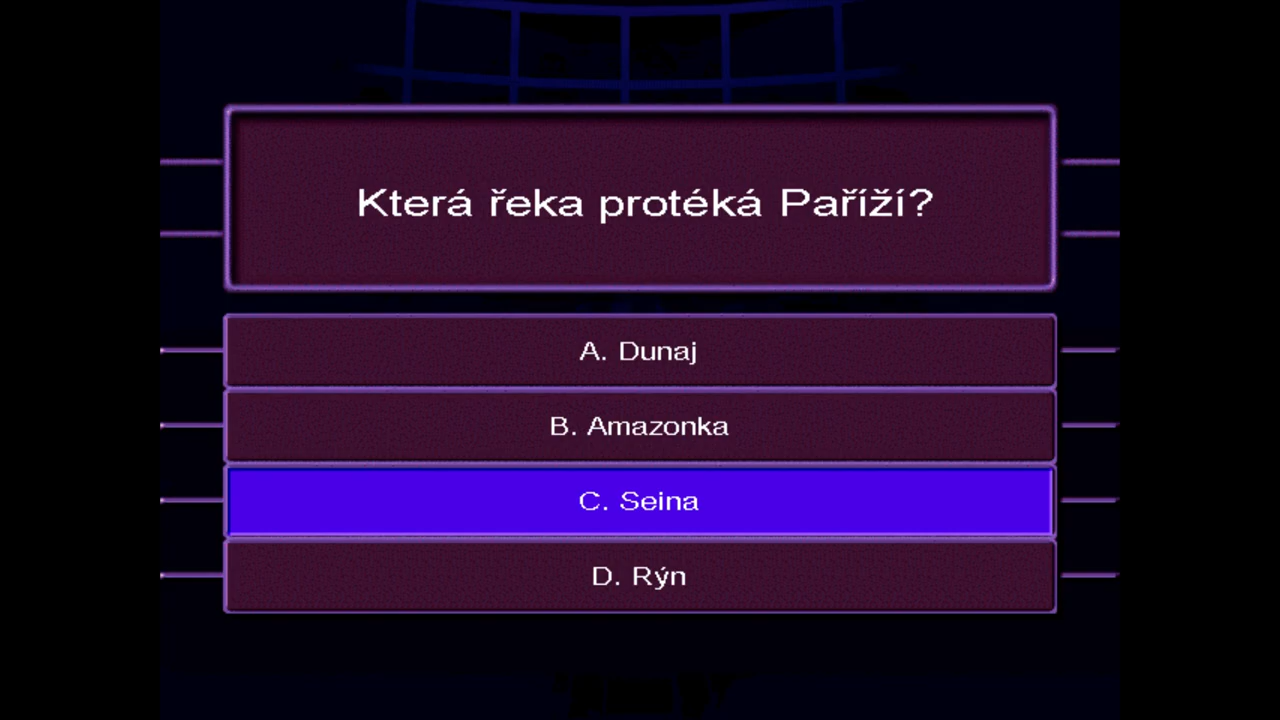 Která řeka protéká Paříží?
A. Dunaj
B. Amazonka
C. Seina
D. Rýn